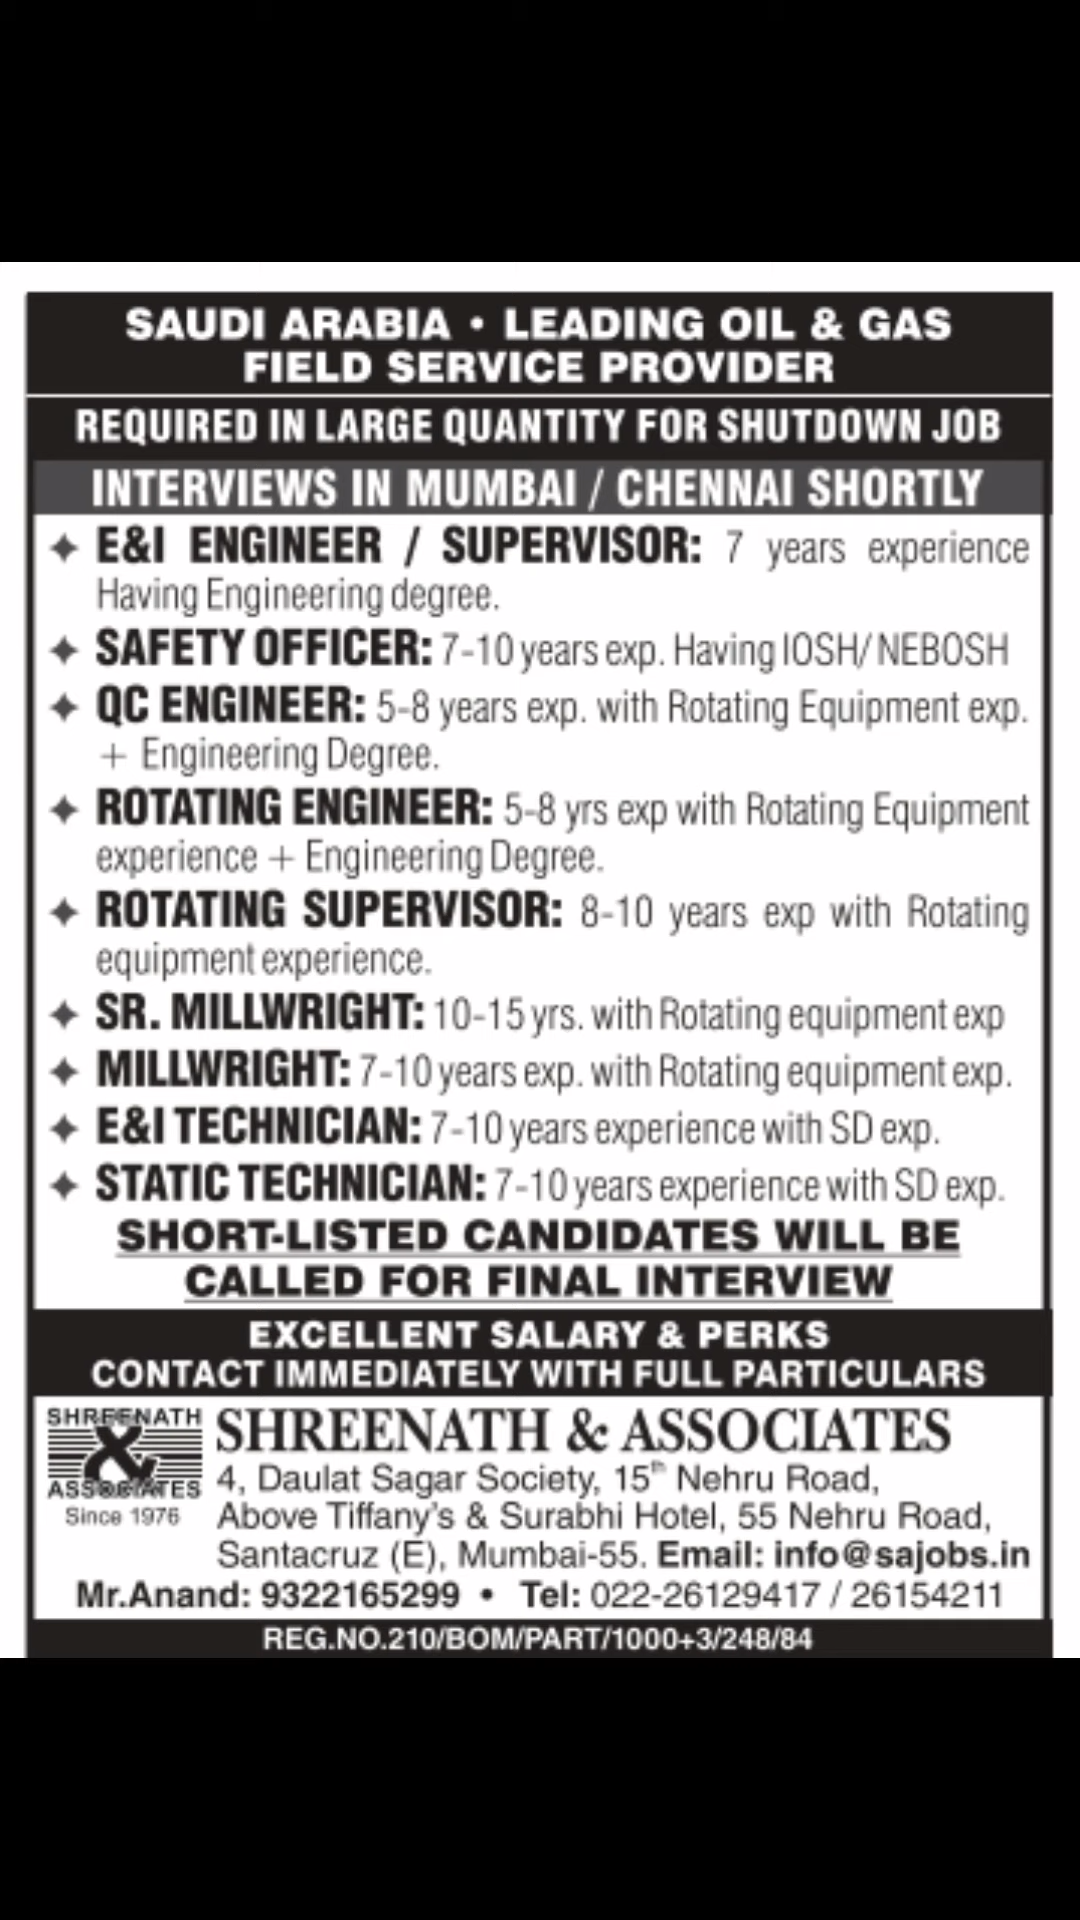 SAUDI ARABIA • LEADING OIL & GAS
FIELD SERVICE PROVIDER
REQUIRED IN LARGE QUANTITY FOR SHUTDOWN JOB
INTERVIEWS IN MUMBAI / CHENNAI SHORTLY
✦ E&I ENGINEER / SUPERVISOR: 7 years experience
Having Engineering degree.
✦ SAFETY OFFICER: 7-10 years exp. Having IOSH/ NEBOSH
✦ QC ENGINEER: 5-8 years exp. with Rotating Equipment exp.
+ Engineering Degree.
✦ ROTATING ENGINEER: 5-8 yrs exp with Rotating Equipment
experience + Engineering Degree.
✦ ROTATING SUPERVISOR: 8-10 years exp with Rotating
equipment experience.
✦ SR. MILLWRIGHT: 10-15 yrs. with Rotating equipment exp
✦ MILLWRIGHT: 7-10 years exp. with Rotating equipment exp.
✦ E&I TECHNICIAN: 7-10 years experience with SD exp.
✦ STATIC TECHNICIAN: 7-10 years experience with SD exp.
SHORT-LISTED CANDIDATES WILL BE
CALLED FOR FINAL INTERVIEW
EXCELLENT SALARY & PERKS
CONTACT IMMEDIATELY WITH FULL PARTICULARS
SHREENATH
&
ASSOCIATES
Since 1976
SHREENATH & ASSOCIATES
4, Daulat Sagar Society, 15th Nehru Road,
Above Tiffany's & Surabhi Hotel, 55 Nehru Road,
Santacruz (E), Mumbai-55. Email: info@sajobs.in
Mr.Anand: 9322165299 • Tel: 022-26129417 / 26154211
REG.NO.210/BOM/PART/1000+3/248/84